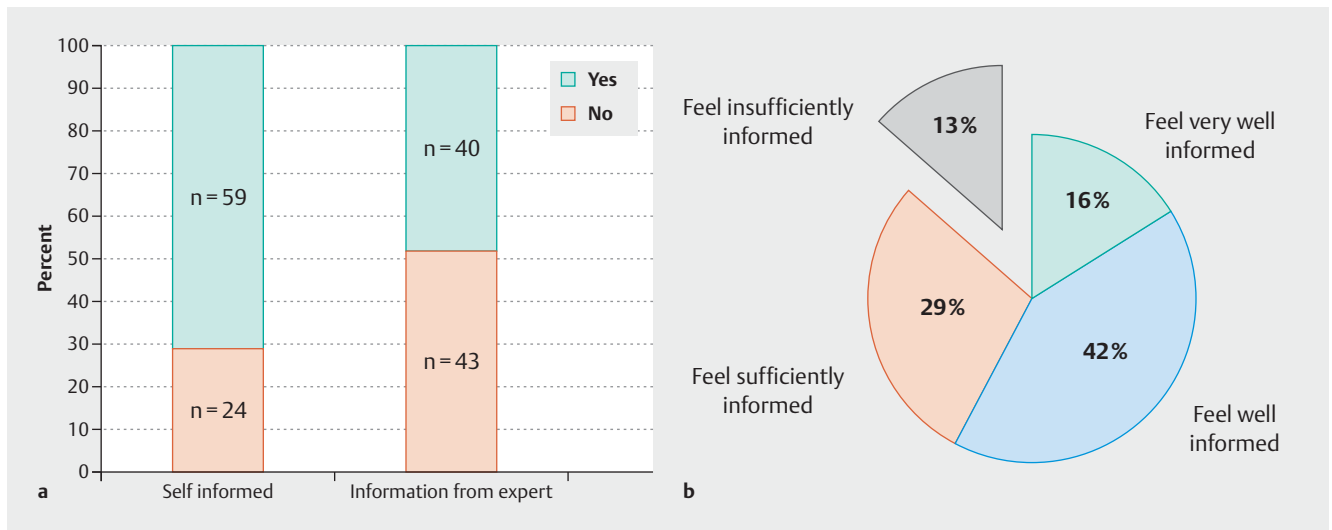 100
90
80
70
60
50
40
30
20
10
0
Percent
n = 59
n = 24
n = 40
n = 43
Yes
No
Self informed
Information from expert
a
Feel insufficiently
informed
13%
Feel very well
informed
16%
29%
42%
Feel sufficiently
informed
Feel well
informed
b